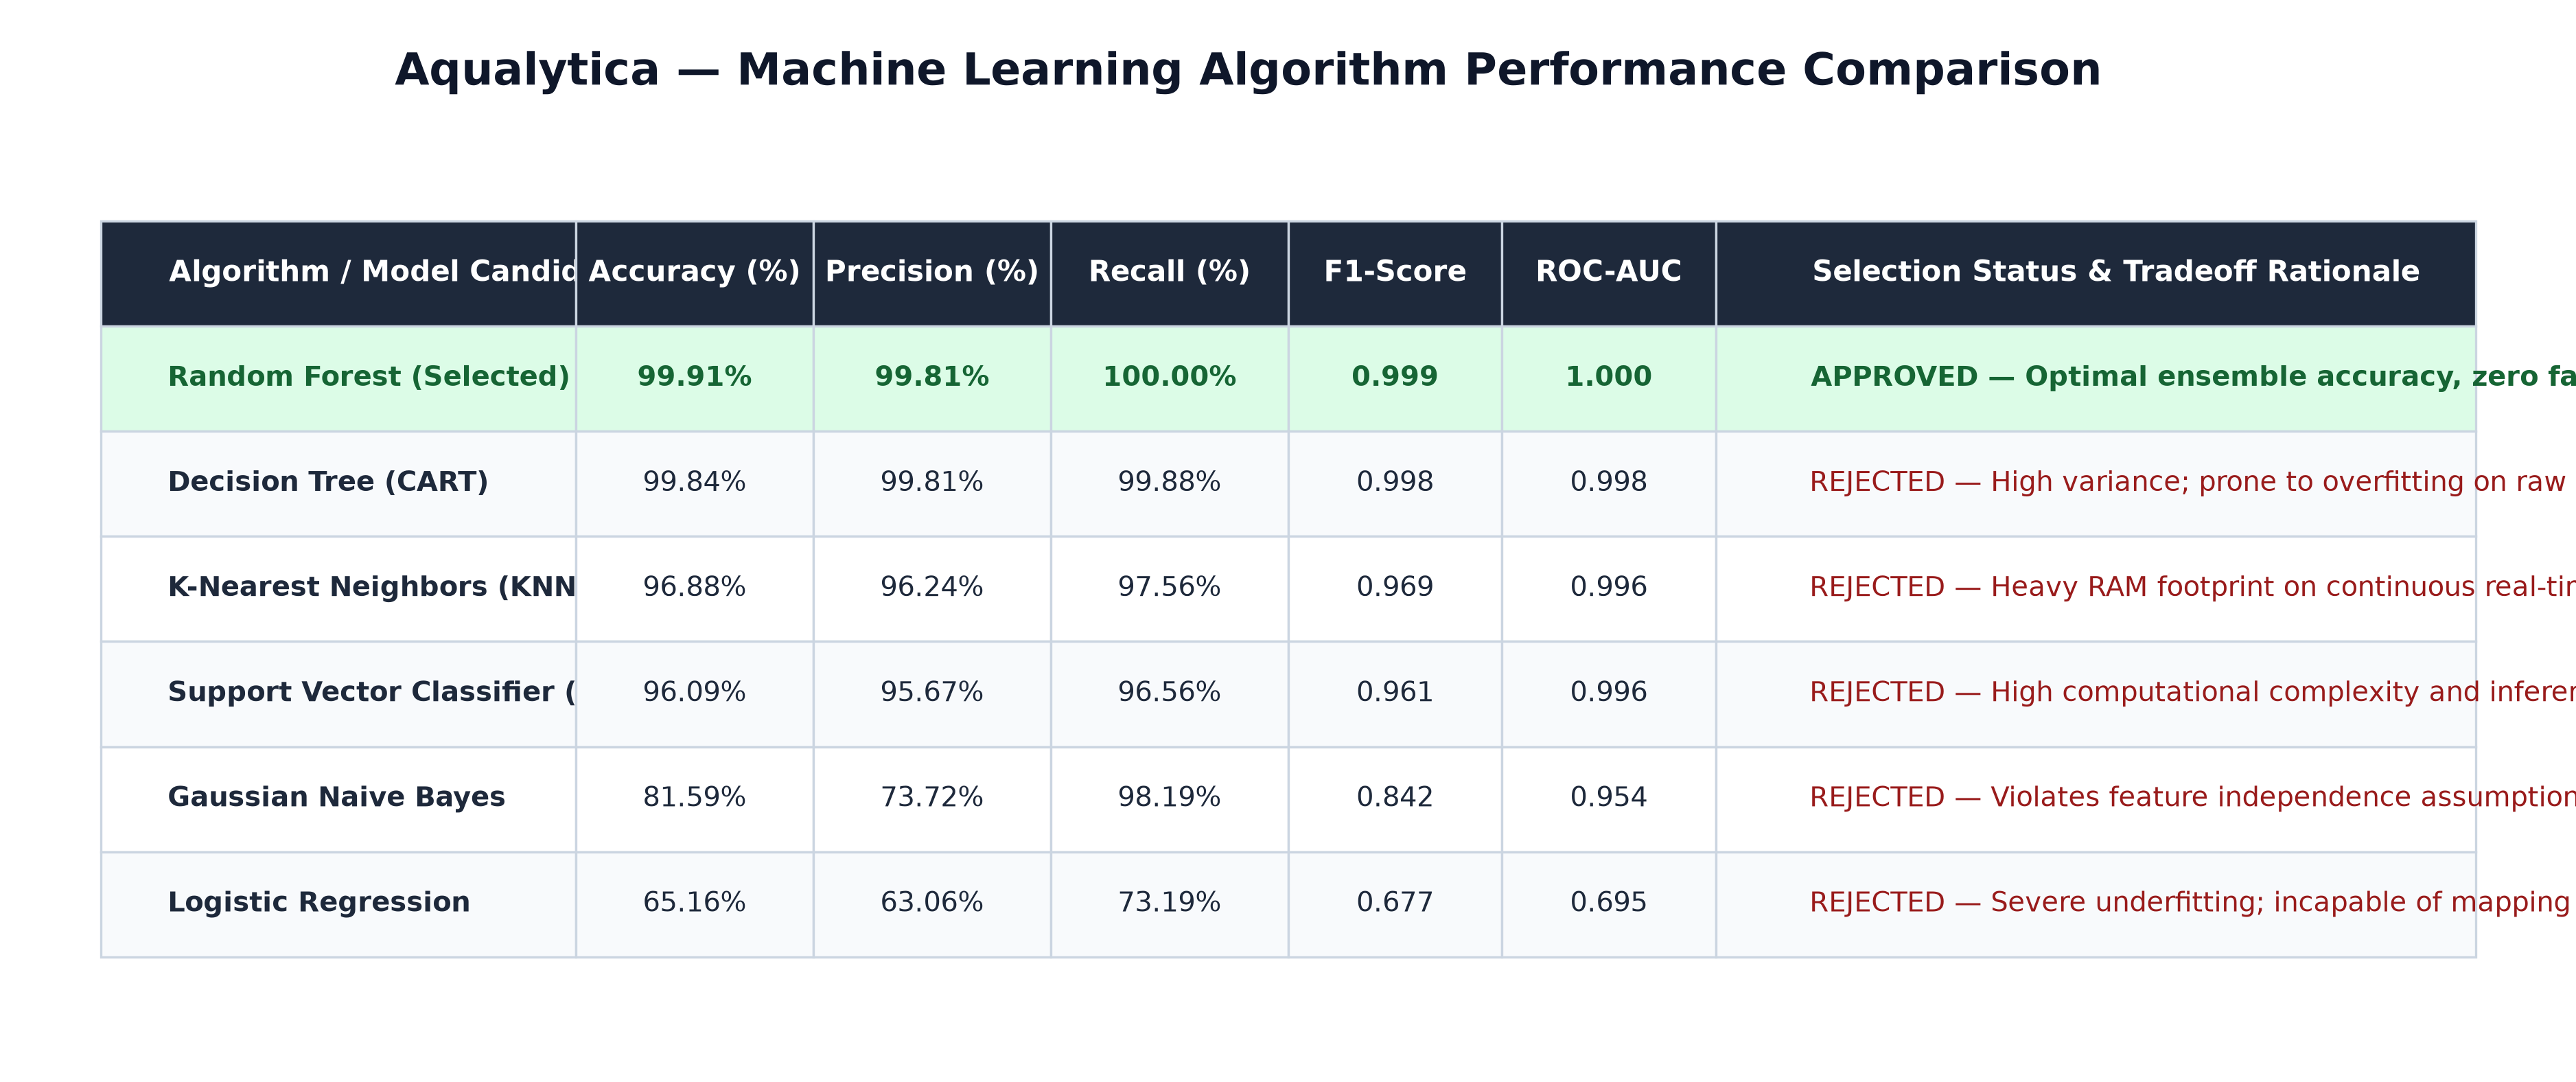 Aqualytica — Machine Learning Algorithm Performance Comparison
Algorithm / Model Candid Accuracy (%) Precision (%) Recall (%) F1-Score ROC-AUC Selection Status & Tradeoff Rationale
Random Forest (Selected) 99.91% 99.81% 100.00% 0.999 1.000 APPROVED — Optimal ensemble accuracy, zero fa
Decision Tree (CART) 99.84% 99.81% 99.88% 0.998 0.998 REJECTED — High variance; prone to overfitting on raw
K-Nearest Neighbors (KNN 96.88% 96.24% 97.56% 0.969 0.996 REJECTED — Heavy RAM footprint on continuous real-tim
Support Vector Classifier ( 96.09% 95.67% 96.56% 0.961 0.996 REJECTED — High computational complexity and inferen
Gaussian Naive Bayes 81.59% 73.72% 98.19% 0.842 0.954 REJECTED — Violates feature independence assumption
Logistic Regression 65.16% 63.06% 73.19% 0.677 0.695 REJECTED — Severe underfitting; incapable of mapping